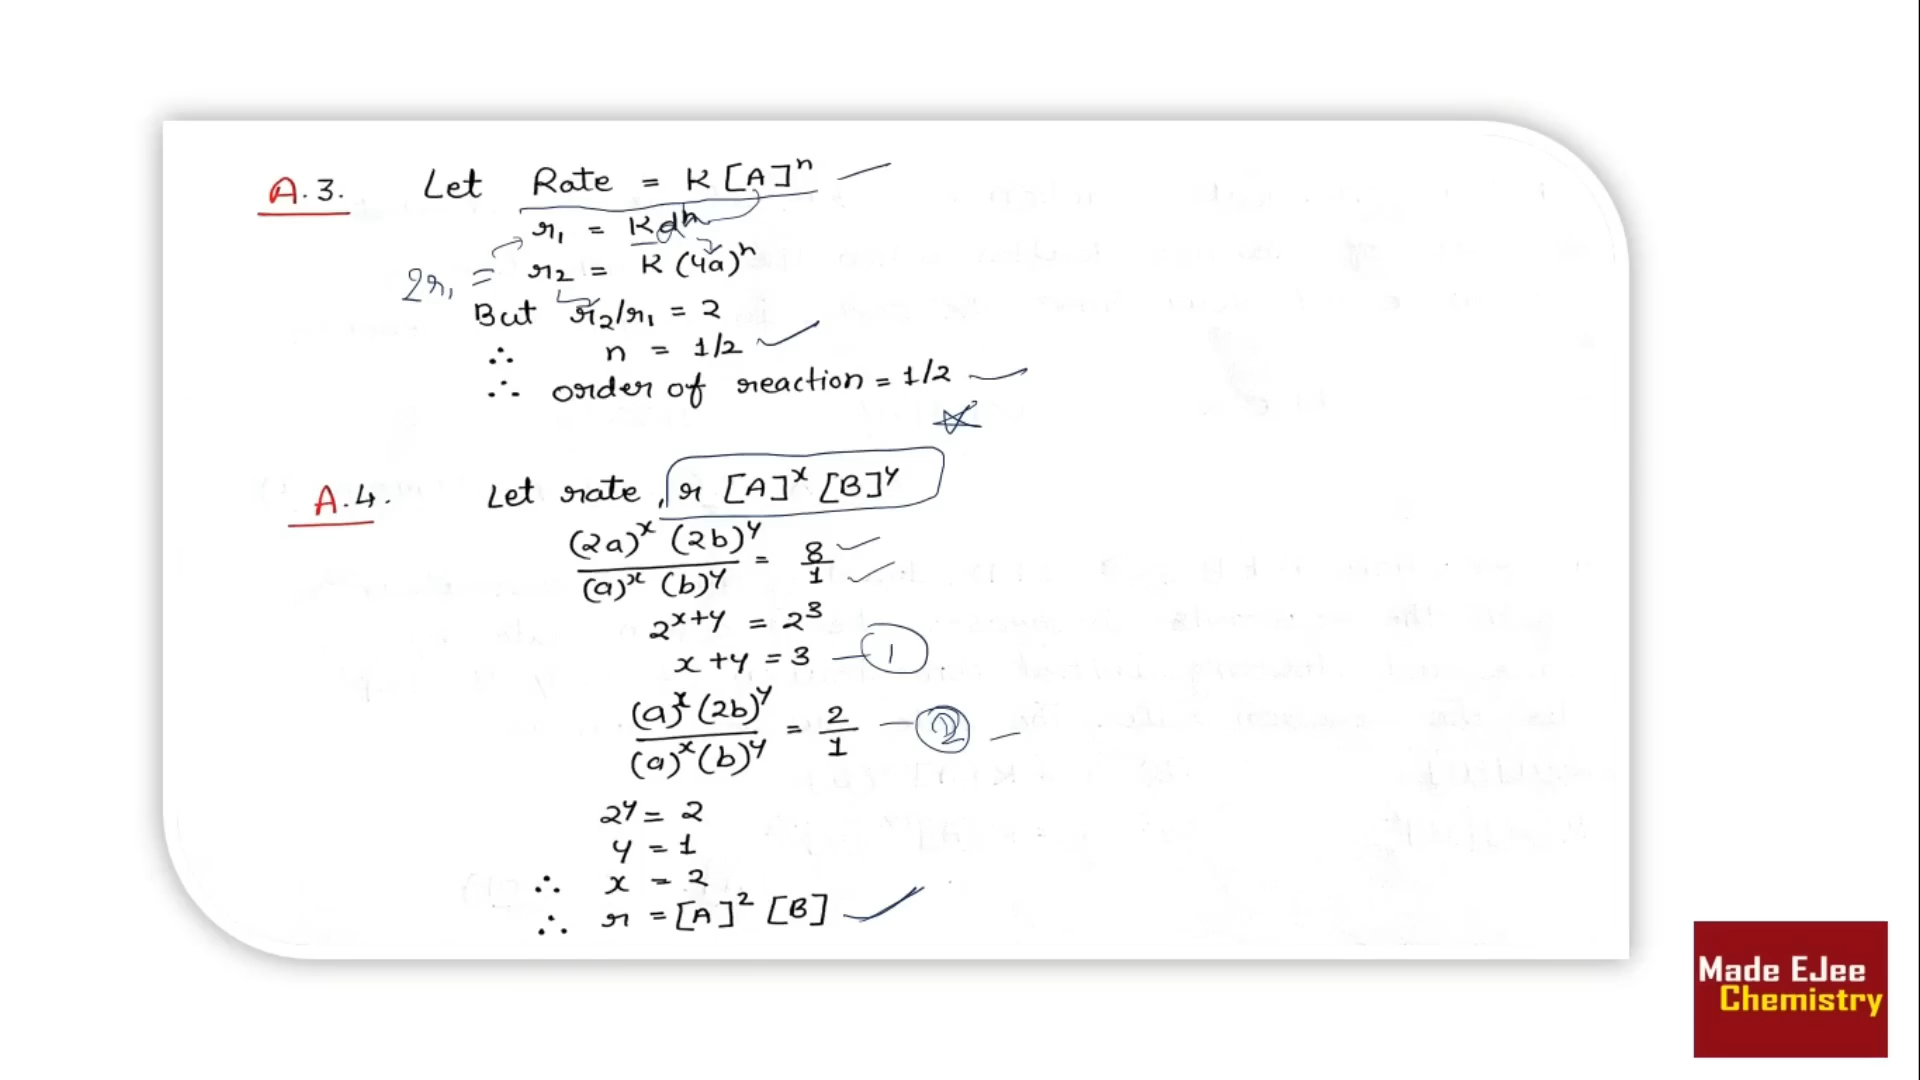 A.3. Let Rate = K[A]ⁿ
r₁ = Kaⁿ
2r₁ = r₂ = K(4a)ⁿ
But r₂/r₁ = 2
∴ n = 1/2
∴ order of reaction = 1/2
A.4. Let rate, r [A]ˣ [B]ʸ
(2a)ˣ (2b)ʸ / (a)ˣ (b)ʸ = 8/1
2ˣ⁺ʸ = 2³
x + y = 3 — 1
(a)ˣ(2b)ʸ / (a)ˣ(b)ʸ = 2/1 — 2
2ʸ = 2
y = 1
∴ x = 2
∴ r = [A]² [B]
Made EJee
Chemistry